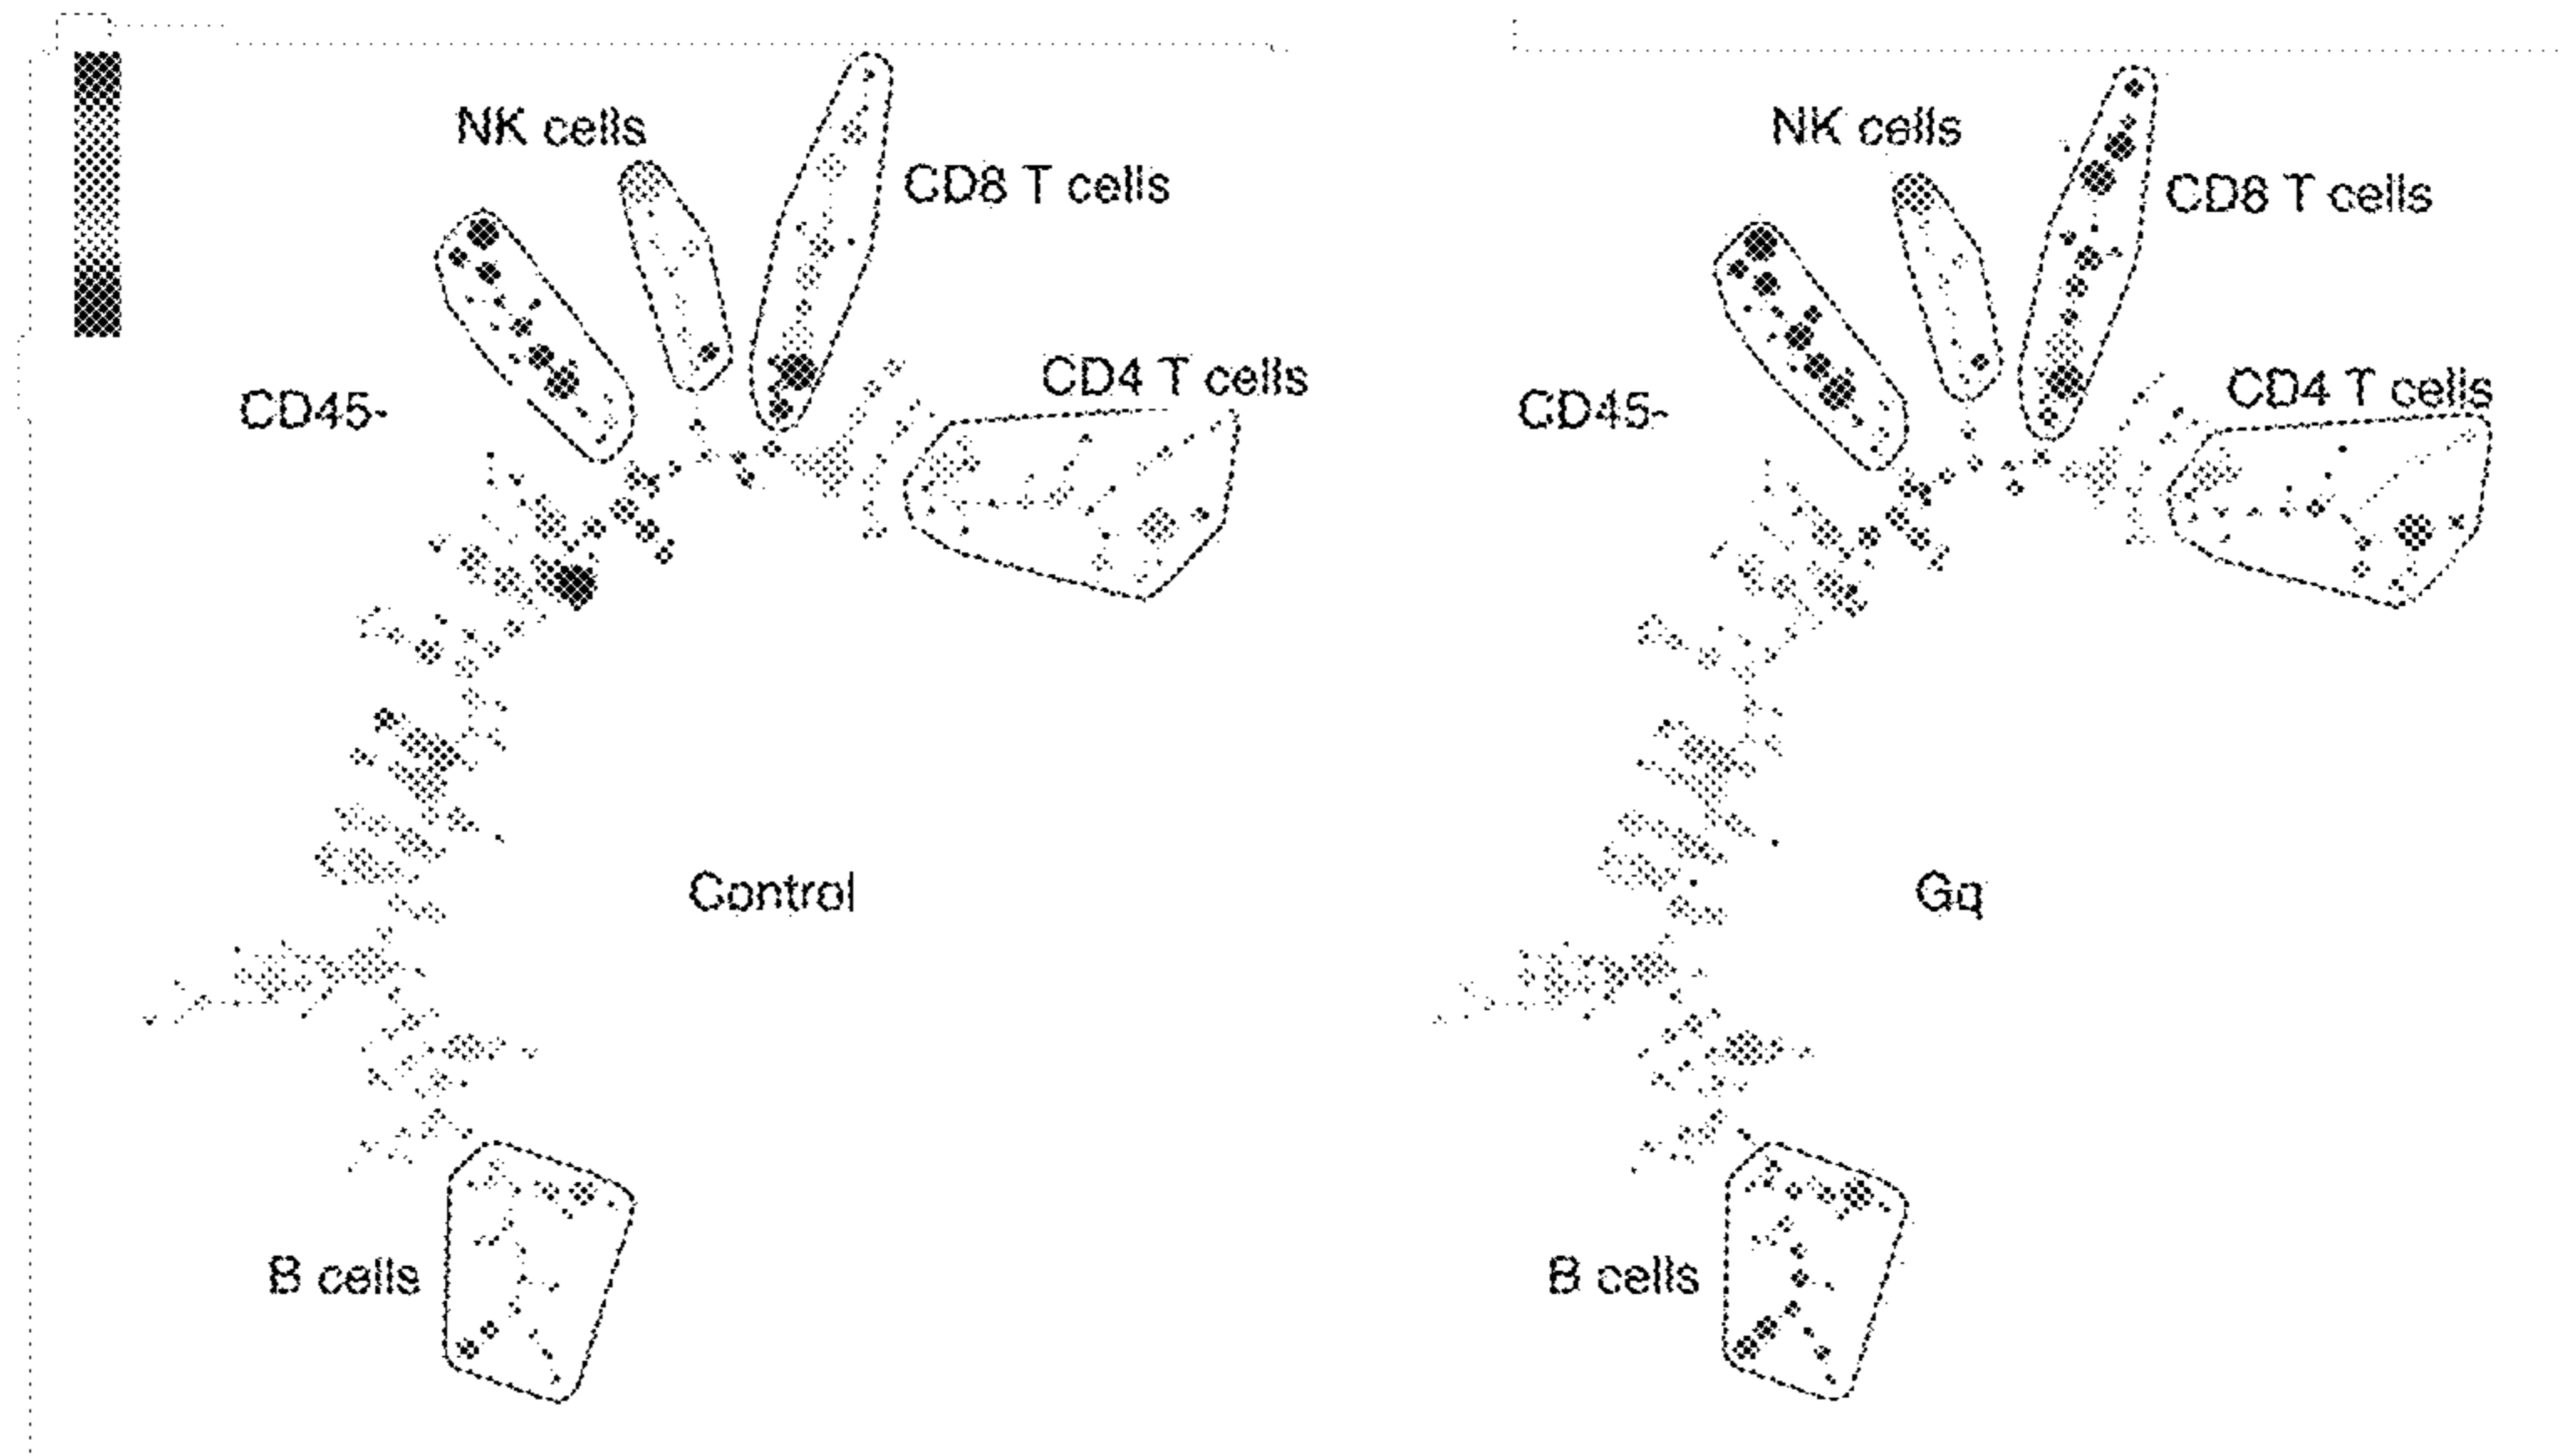 NK cells
CD8 T cells
CD45-
CD4 T cells
Control
B cells
NK cells
CD8 T cells
CD45-
CD4 T cells
Gq
B cells